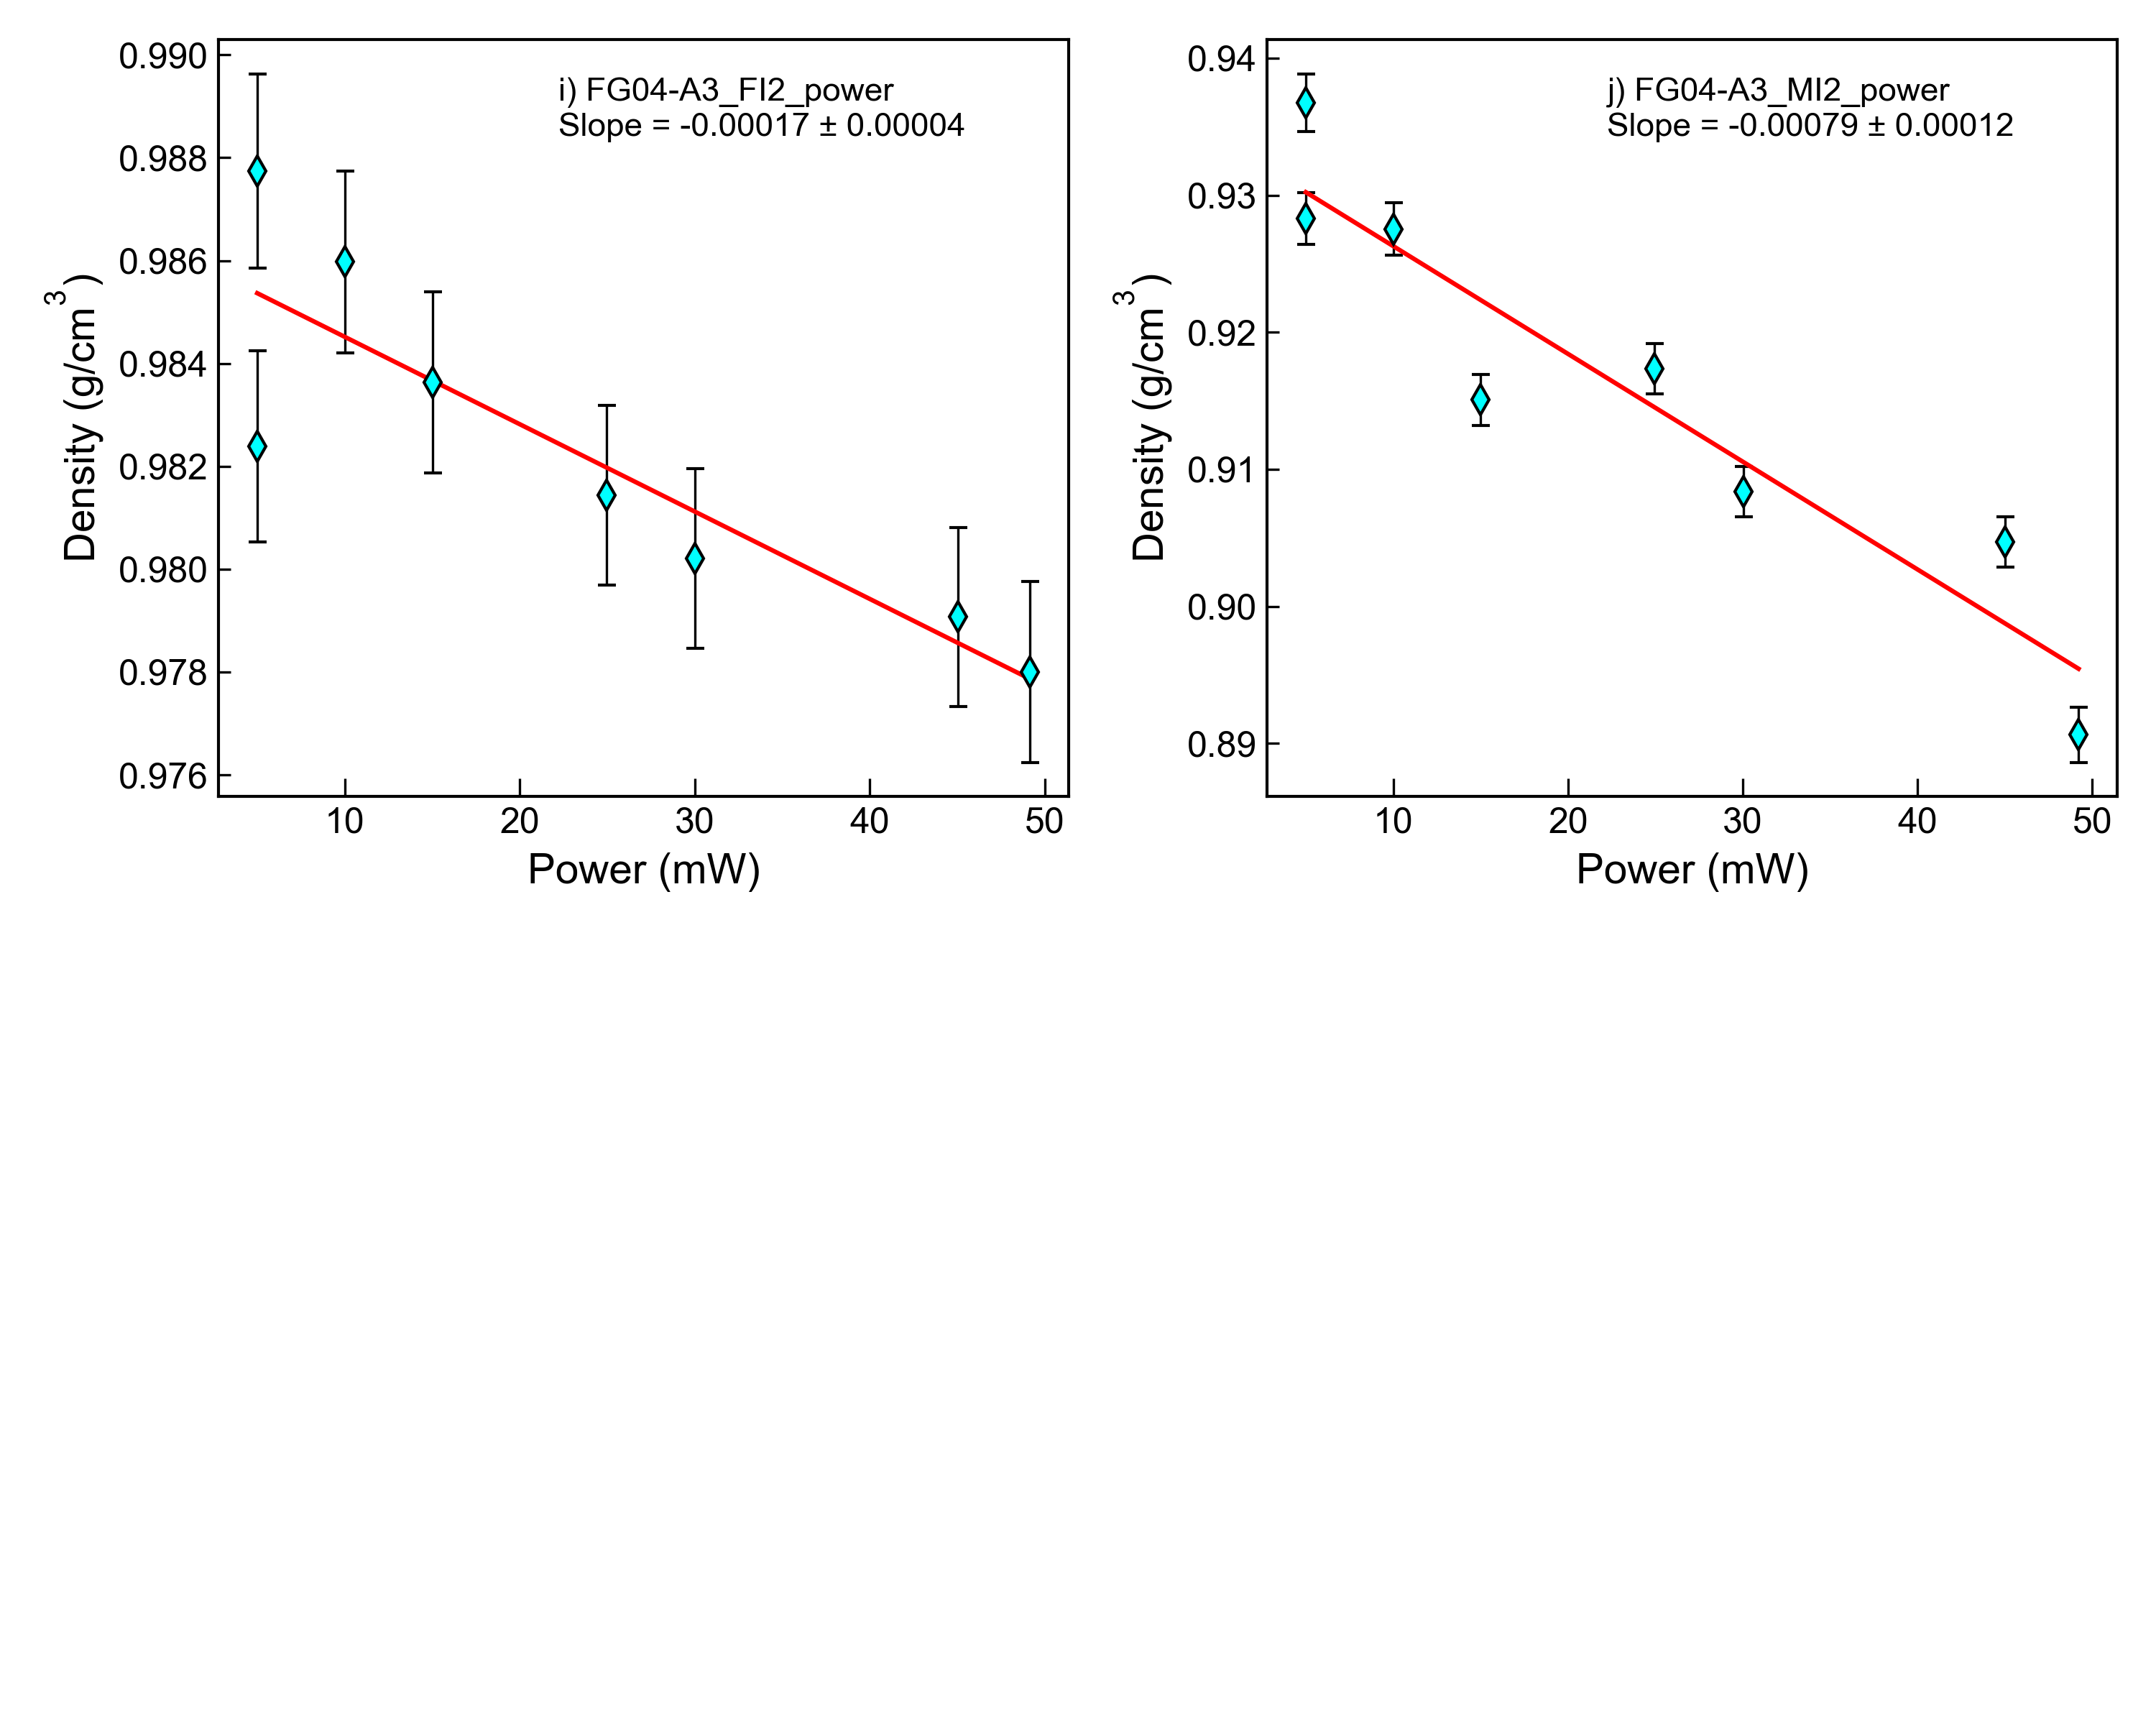 0.990
0.988
0.986
0.984
0.982
0.980
0.978
0.976
Density (g/cm³)
i) FG04-A3_FI2_power
Slope = -0.00017 ± 0.00004
10 20 30 40 50
Power (mW)
0.94
0.93
0.92
0.91
0.90
0.89
Density (g/cm³)
j) FG04-A3_MI2_power
Slope = -0.00079 ± 0.00012
10 20 30 40 50
Power (mW)